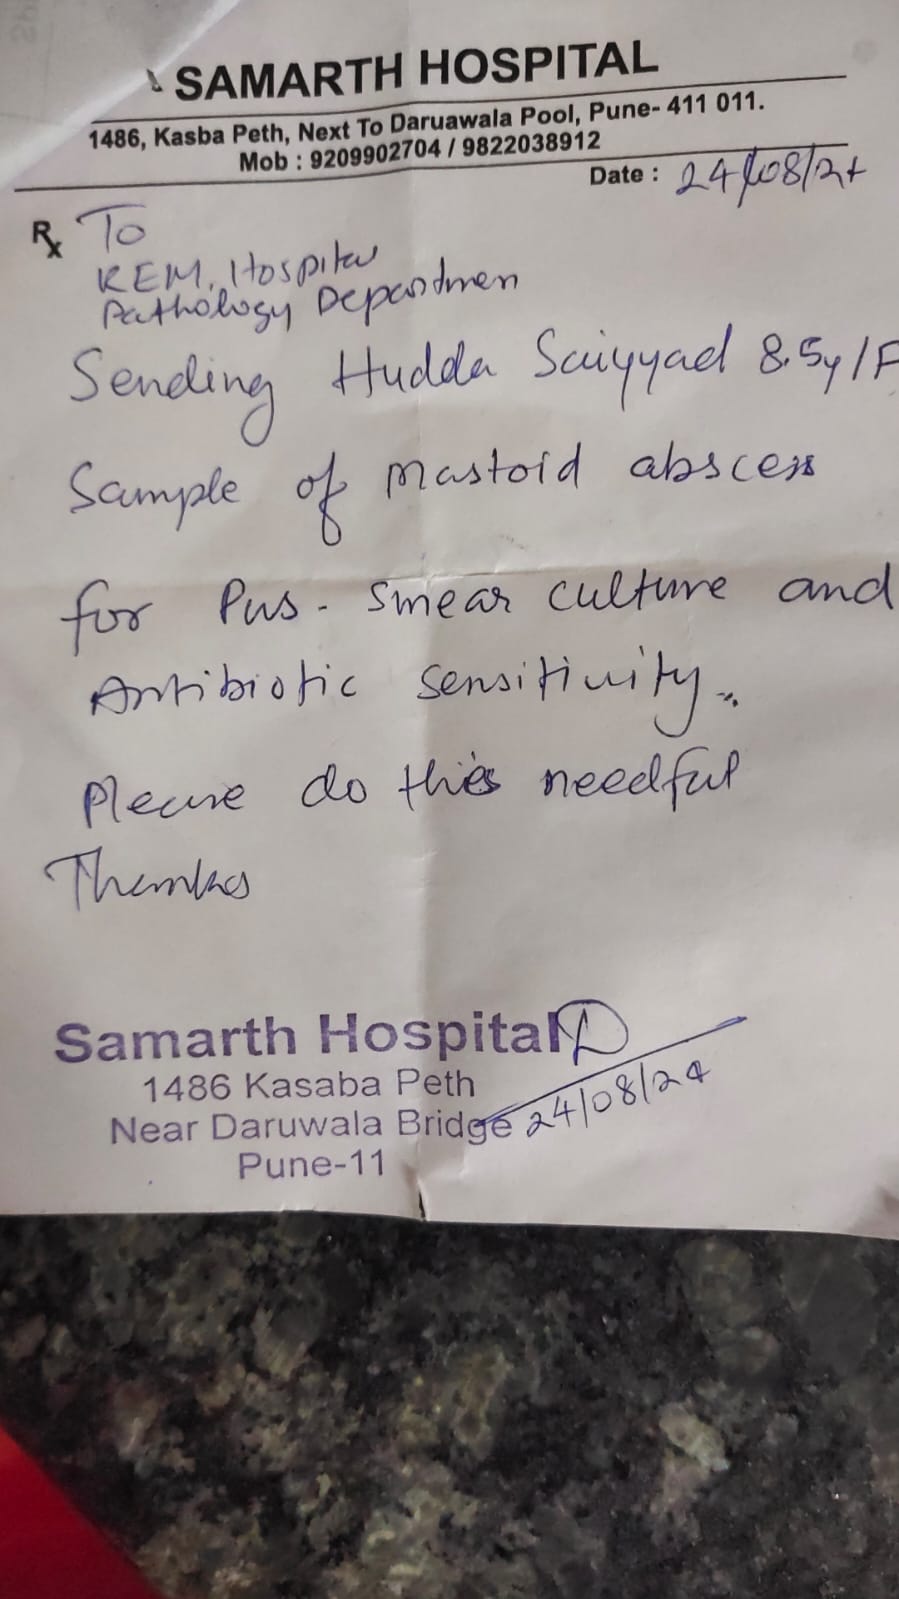 SAMARTH HOSPITAL
1486, Kasba Peth, Next To Daruawala Pool, Pune- 411 011.
Mob : 9209902704 / 9822038912
Date : 24/08/24
Rx To
KEM. Hospital
Pathology Department
Sending Hudda Saiyyad 8.5y/F
Sample of Mastoid abscess
for Pus - Smear culture and
Antibiotic sensitivity.
Please do the needful
Thanks
Samarth Hospital
1486 Kasaba Peth
Near Daruwala Bridge 24/08/24
Pune-11